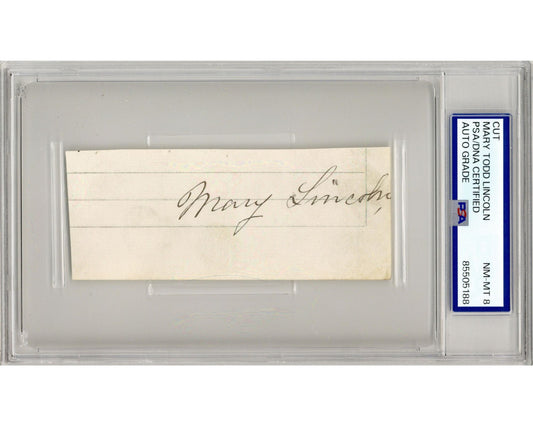 Mary Lincoln,
CUT
MARY TODD LINCOLN
PSA/DNA CERTIFIED
AUTO GRADE
PSA
NM-MT 8
85505188